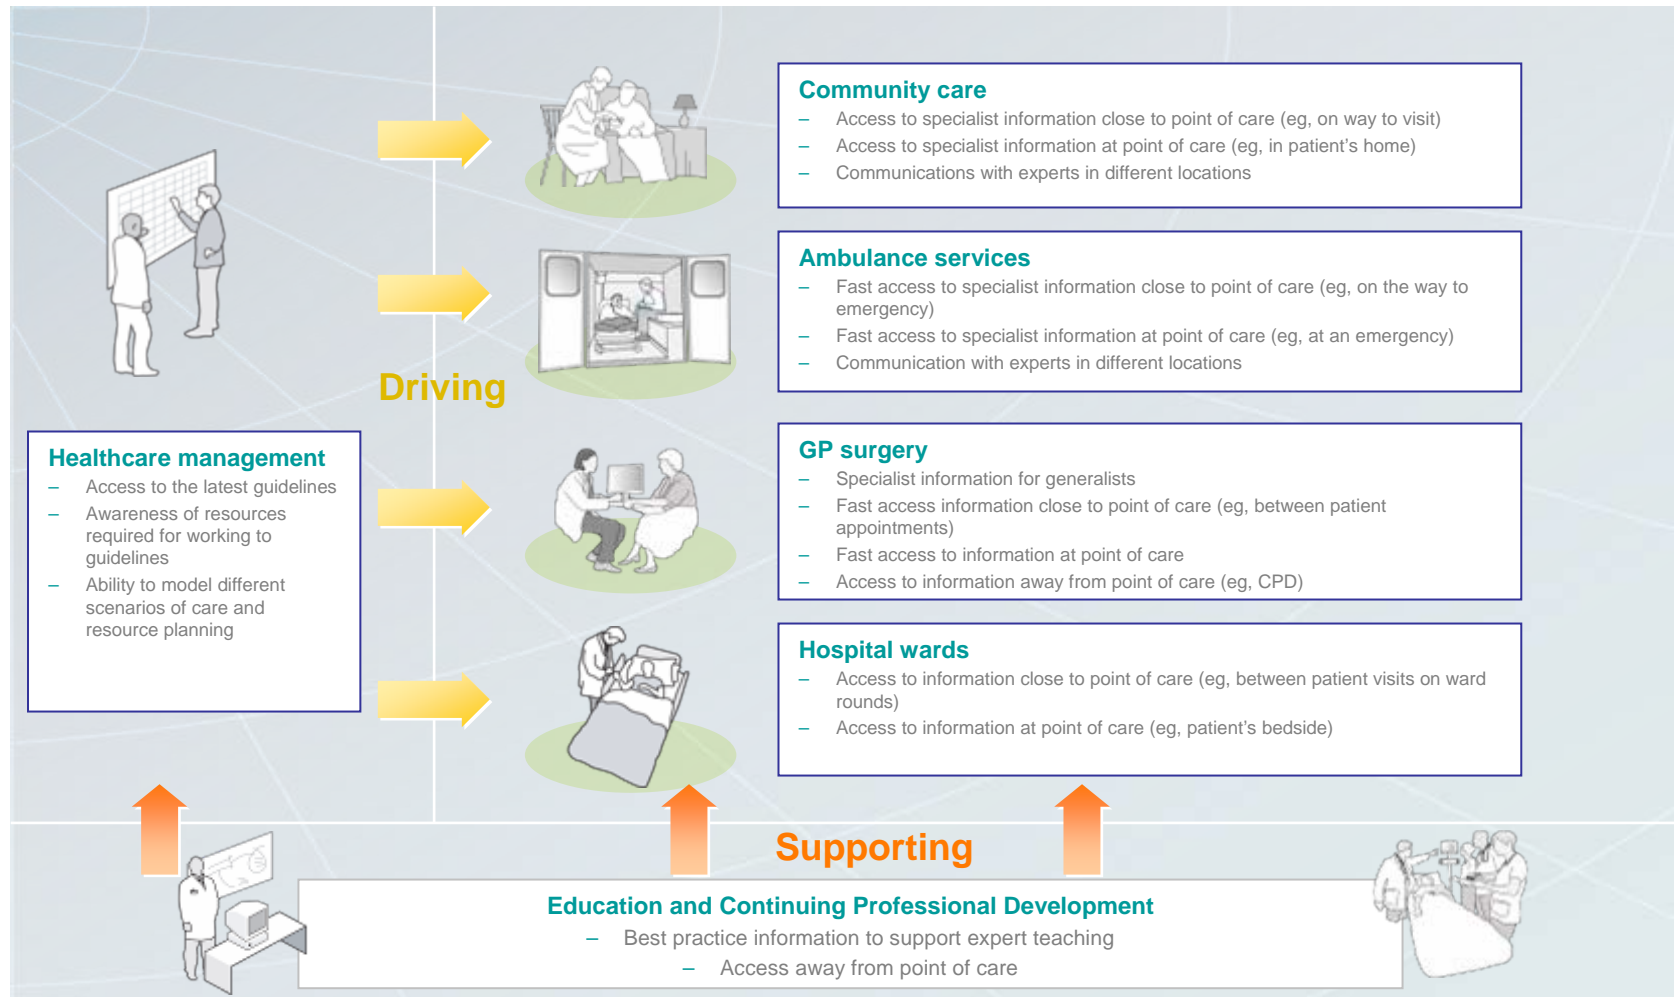 Community care
– Access to specialist information close to point of care (eg, on way to visit)
– Access to specialist information at point of care (eg, in patient's home)
– Communications with experts in different locations
Ambulance services
– Fast access to specialist information close to point of care (eg, on the way to
emergency)
– Fast access to specialist information at point of care (eg, at an emergency)
– Communication with experts in different locations
Driving
Healthcare management
– Access to the latest guidelines
– Awareness of resources
required for working to
guidelines
– Ability to model different
scenarios of care and
resource planning
GP surgery
– Specialist information for generalists
– Fast access information close to point of care (eg, between patient
appointments)
– Fast access to information at point of care
– Access to information away from point of care (eg, CPD)
Hospital wards
– Access to information close to point of care (eg, between patient visits on ward
rounds)
– Access to information at point of care (eg, patient's bedside)
Supporting
Education and Continuing Professional Development
– Best practice information to support expert teaching
– Access away from point of care